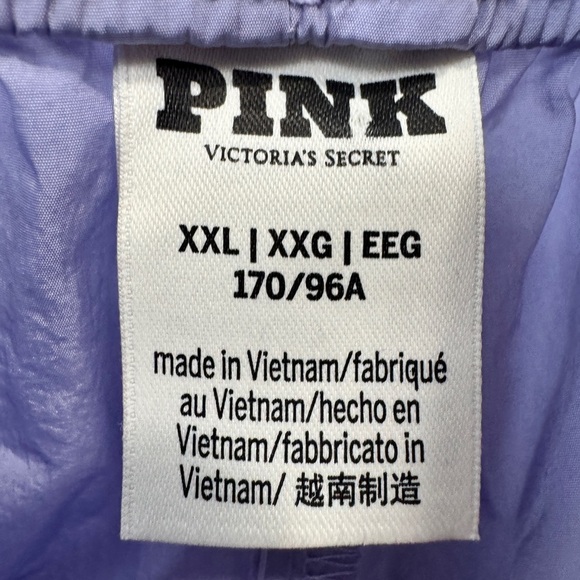 PINK
VICTORIA'S SECRET
XXL | XXG | EEG
170/96A
made in Vietnam/fabriqué
au Vietnam/hecho en
Vietnam/fabbricato in
Vietnam/ 越南制造